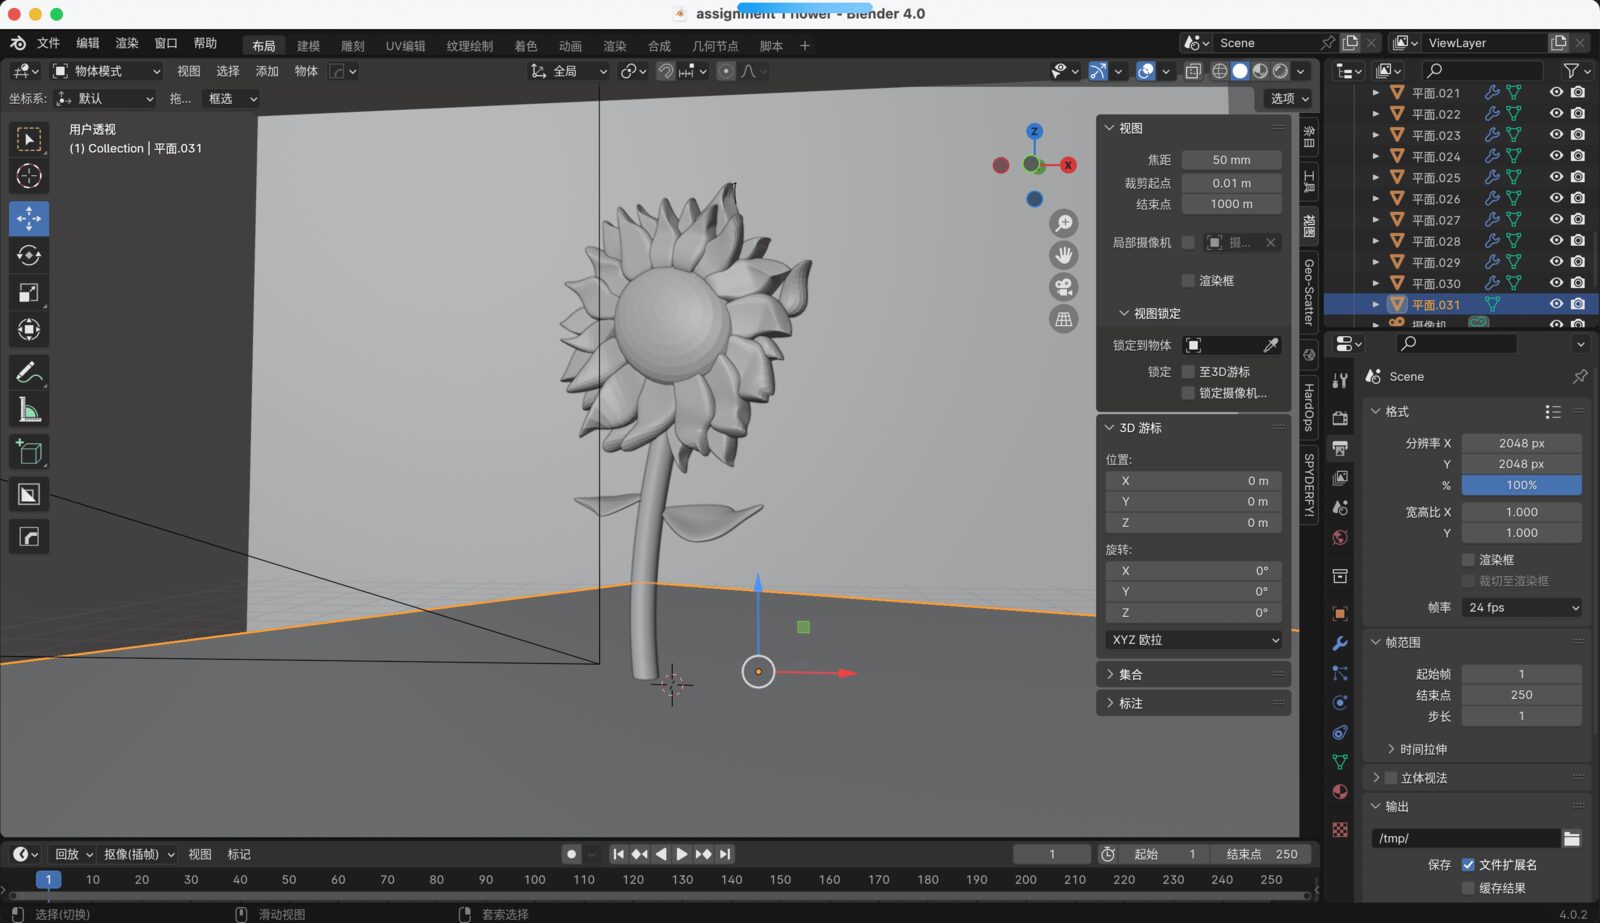 assignment 1 flower - Blender 4.0
文件 编辑 渲染 窗口 帮助 布局 建模 雕刻 UV编辑 纹理绘制 着色 动画 渲染 合成 几何节点 脚本 + Scene ViewLayer
物体模式 视图 选择 添加 物体 全局
坐标系: 默认 拖... 框选 选项
用户透视
(1) Collection | 平面.031
Z
X
视图
焦距 50 mm
裁剪起点 0.01 m
结束点 1000 m
局部摄像机 摄...
渲染框
视图锁定
锁定到物体
锁定 至3D游标
锁定摄像机...
3D 游标
位置:
X 0 m
Y 0 m
Z 0 m
旋转:
X 0°
Y 0°
Z 0°
XYZ 欧拉
集合
标注
条目
工具
视图
Geo-Scatter
HardOps
SPYDERFY!
平面.021
平面.022
平面.023
平面.024
平面.025
平面.026
平面.027
平面.028
平面.029
平面.030
平面.031
摄像机
Scene
格式
分辨率 X 2048 px
Y 2048 px
% 100%
宽高比 X 1.000
Y 1.000
渲染框
裁切至渲染框
帧率 24 fps
帧范围
起始帧 1
结束点 250
步长 1
时间拉伸
立体视法
输出
/tmp/
保存 文件扩展名
缓存结果
回放 抠像(插帧) 视图 标记 1 起始 1 结束点 250
1 10 20 30 40 50 60 70 80 90 100 110 120 130 140 150 160 170 180 190 200 210 220 230 240 250
选择(切换) 滑动视图 套索选择 4.0.2